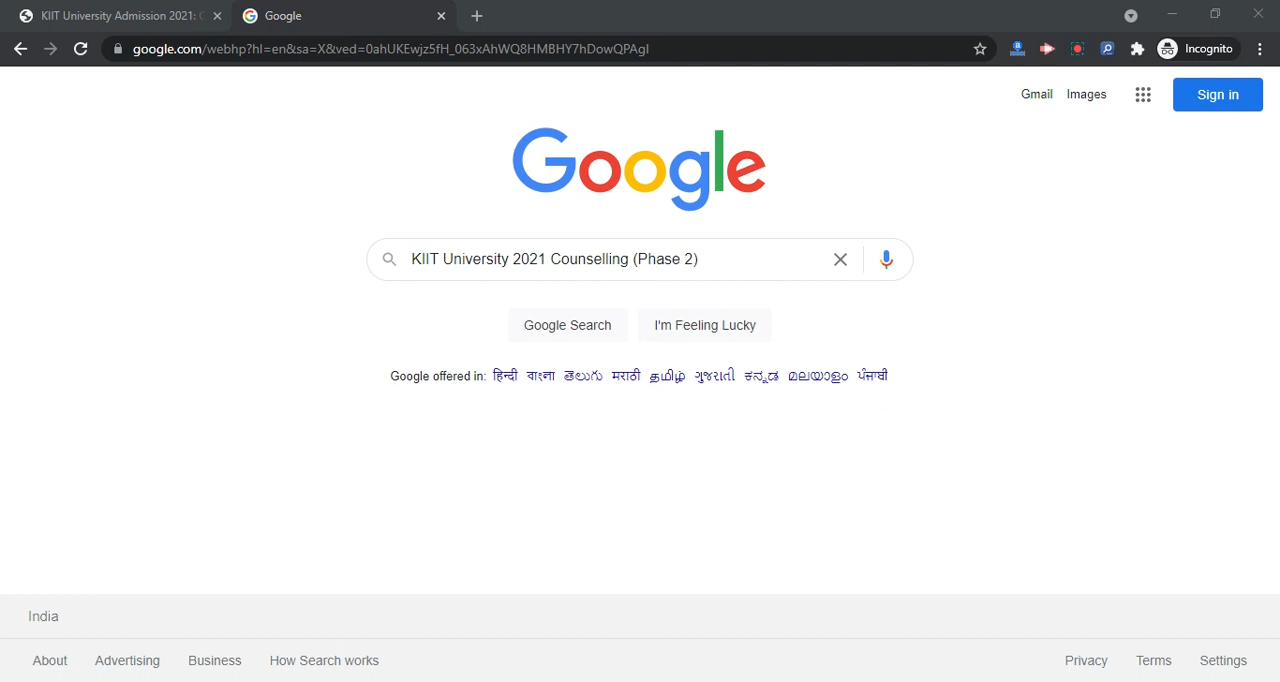 KIIT University Admission 2021: C
Google
google.com/webhp?hl=en&sa=X&ved=0ahUKEwjz5fH_063xAhWQ8HMBHY7hDowQPAgI
Incognito
Gmail Images Sign in
Google
KIIT University 2021 Counselling (Phase 2)
Google Search I'm Feeling Lucky
Google offered in: हिन्दी বাংলা తెలుగు मराठी தமிழ் ગુજરાતી ಕನ್ನಡ മലയാളം ਪੰਜਾਬੀ
India
About Advertising Business How Search works Privacy Terms Settings